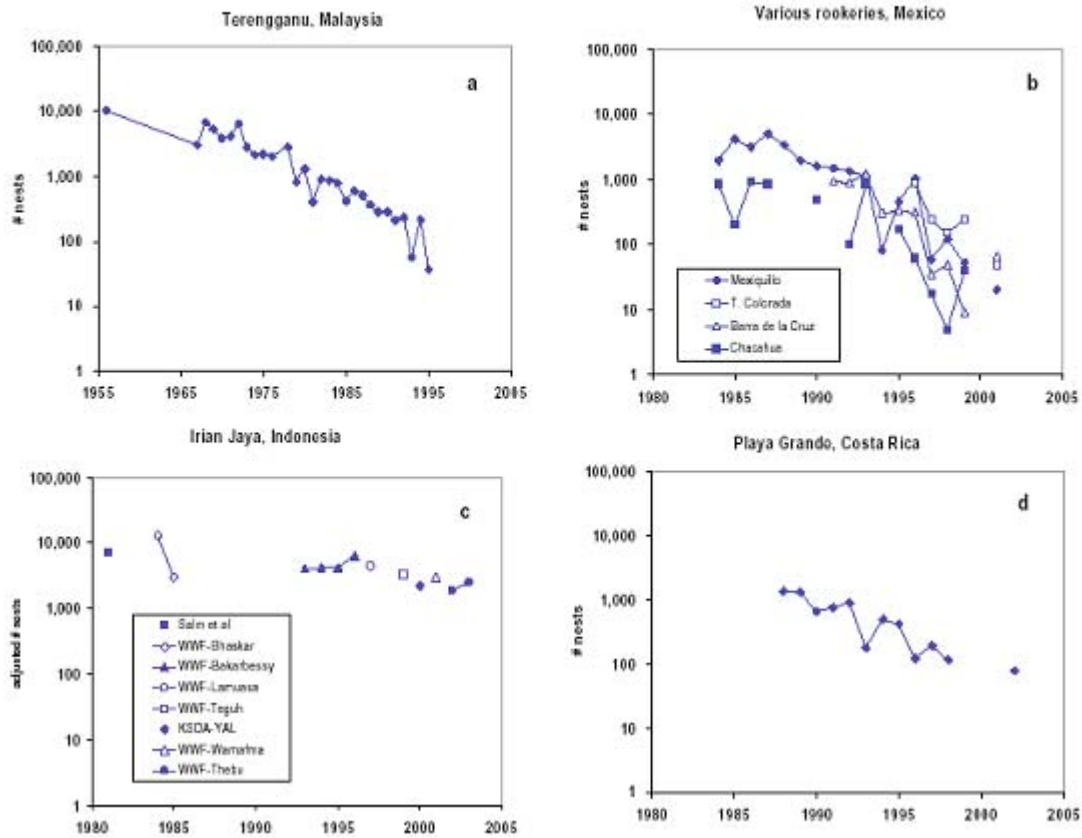 Terengganu, Malaysia
a
100,000
10,000
1,000
100
10
1
# nests
1955
1965
1975
1985
1995
2005
Various rookeries, Mexico
b
100,000
10,000
1,000
100
10
1
# nests
Mexiquillo
T. Colorada
Barra de la Cruz
Chacahua
1980
1985
1990
1995
2000
2005
Irian Jaya, Indonesia
c
100,000
10,000
1,000
100
10
1
adjusted # nests
Salm et al
WWF-Bhaskar
WWF-Bakarbessy
WWF-Lamuasa
WWF-Teguh
KSDA-YAL
WWF-Wamafma
WWF-Thebu
1980
1985
1990
1995
2000
2005
Playa Grande, Costa Rica
d
100,000
10,000
1,000
100
10
1
# nests
1980
1985
1990
1995
2000
2005